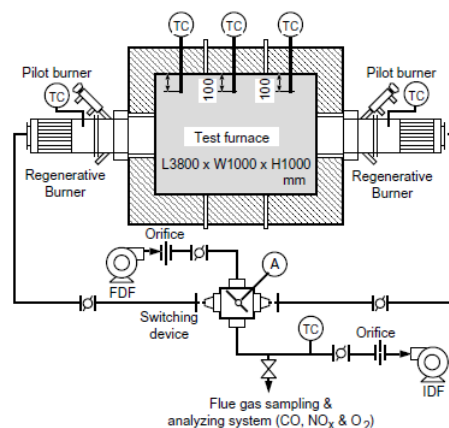 TC
TC
TC
Pilot burner
Pilot burner
TC
TC
100
100
Test furnace
L3800 x W1000 x H1000
mm
Regenerative
Burner
Regenerative
Burner
Orifice
FDF
A
Switching
device
TC
Orifice
IDF
Flue gas sampling &
analyzing system (CO, NOx & O2)